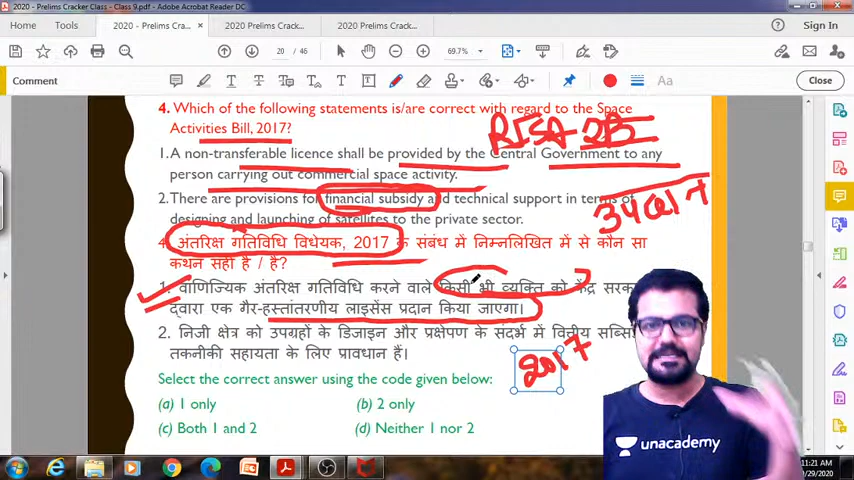 2020 - Prelims Cracker Class - Class 9.pdf - Adobe Acrobat Reader DC
Home Tools 2020 - Prelims Cra... 2020 - Prelims Cra... 2020 - Prelims Cra... Sign In
20 / 46 69.7%
Comment Close
4. Which of the following statements is/are correct with regard to the Space
Activities Bill, 2017?
1.A non-transferable licence shall be provided by the Central Government to any
person carrying out commercial space activity.
2.There are provisions for financial subsidy and technical support in terms of
designing and launching of satellites to the private sector.
4. अंतरिक्ष गतिविधि विधेयक, 2017 के संबंध में निम्नलिखित में से कौन सा
कथन सही है / हैं?
1. वाणिज्यिक अंतरिक्ष गतिविधि करने वाले किसी भी व्यक्ति को केंद्र सरक
द्वारा एक गैर-हस्तांतरणीय लाइसेंस प्रदान किया जाएगा।
2. निजी क्षेत्र को उपग्रहों के डिजाइन और प्रक्षेपण के संदर्भ में वित्तीय सब्सि
तकनीकी सहायता के लिए प्रावधान हैं।
2017
Select the correct answer using the code given below:
(a) 1 only (b) 2 only
(c) Both 1 and 2 (d) Neither 1 nor 2
unacademy
11:21 AM
9/29/2020